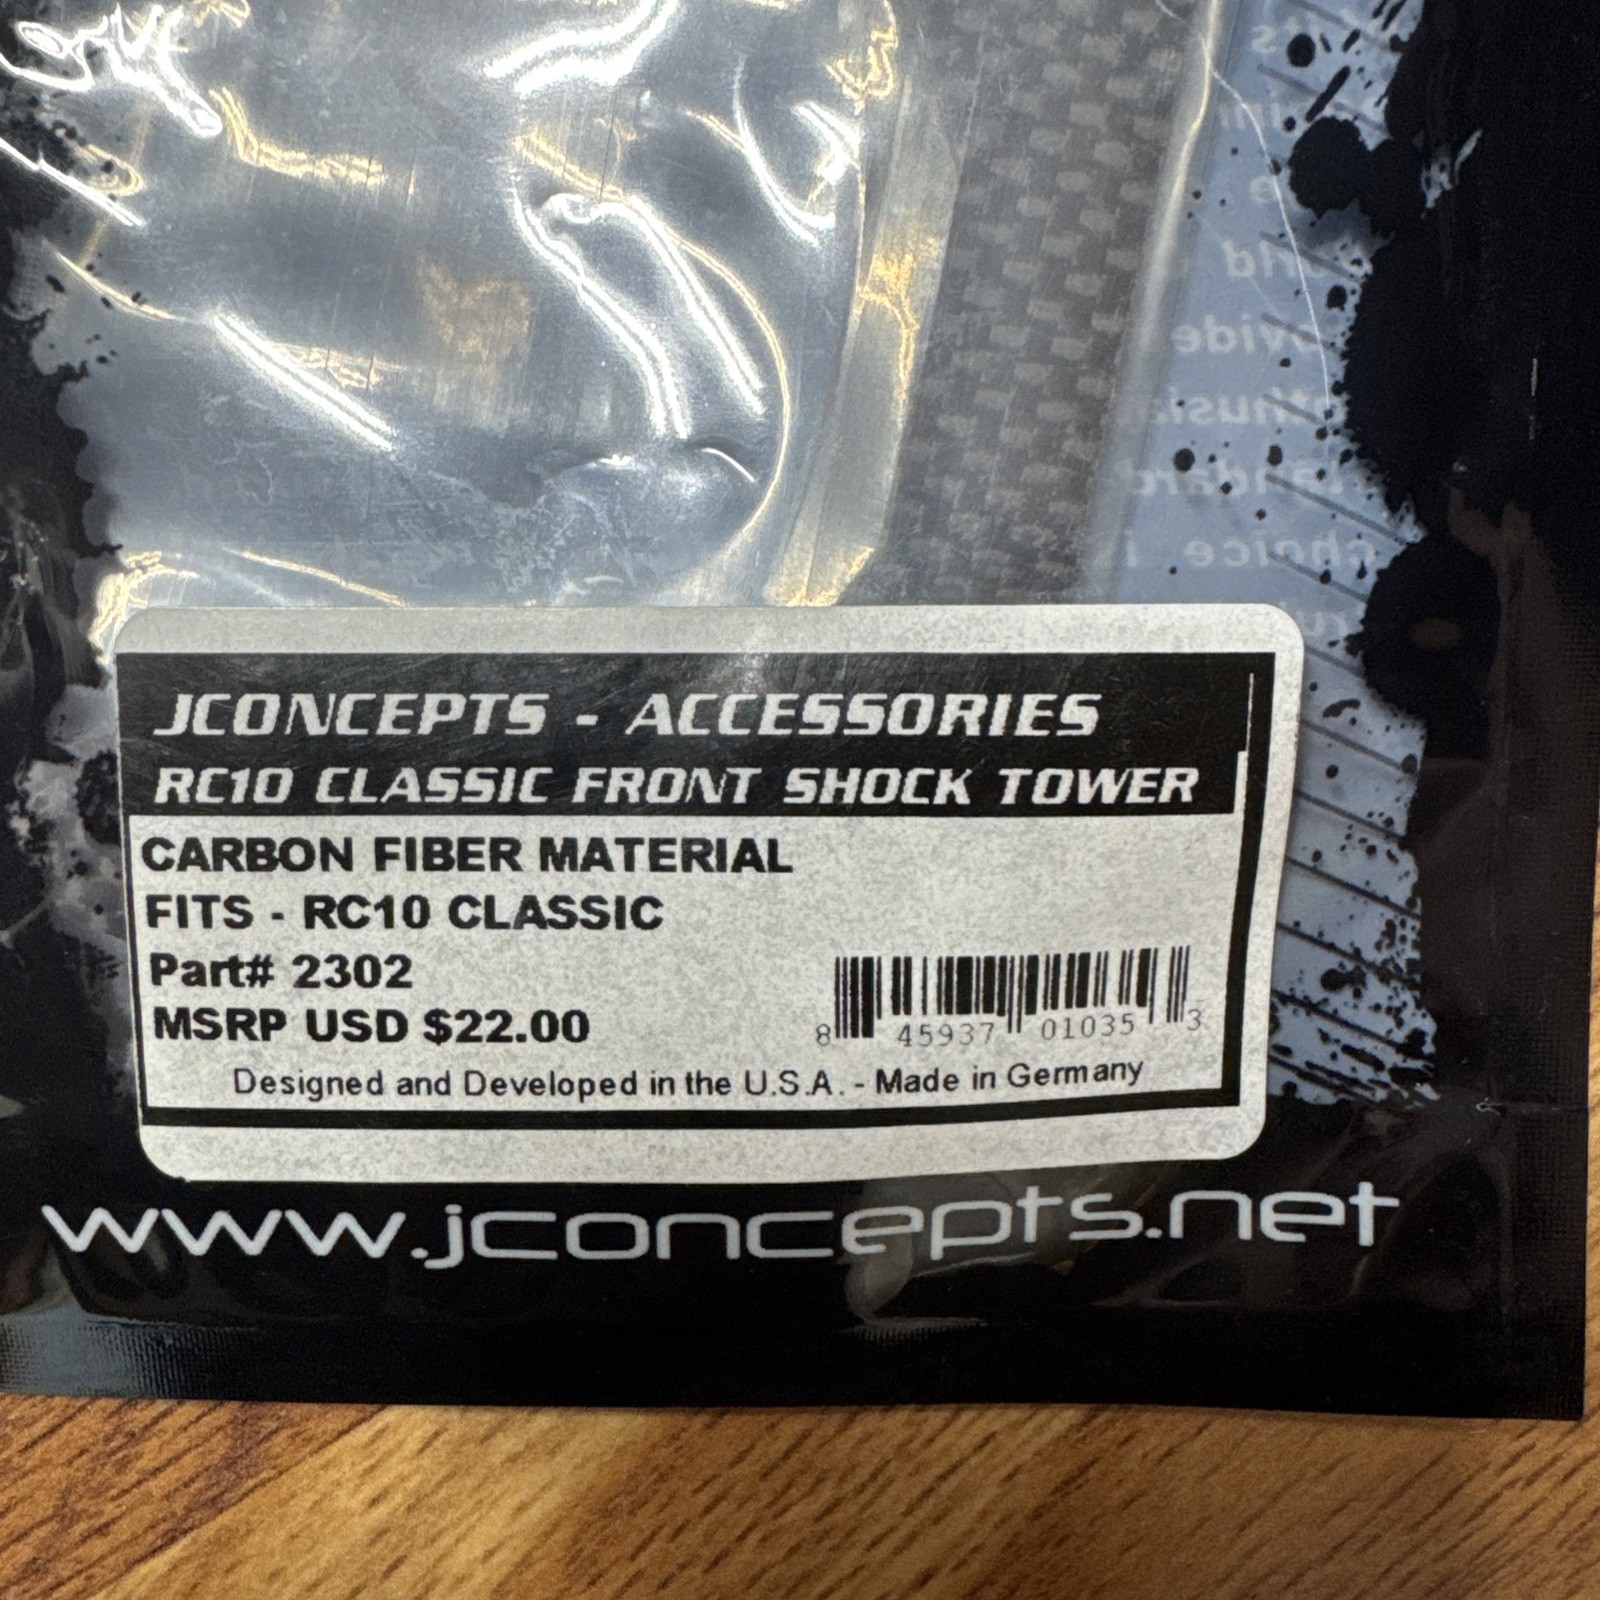 JCONCEPTS - ACCESSORIES
RC10 CLASSIC FRONT SHOCK TOWER
CARBON FIBER MATERIAL
FITS - RC10 CLASSIC
Part# 2302
MSRP USD $22.00
8 45937 01035 3
Designed and Developed in the U.S.A. - Made in Germany
www.jconcepts.net